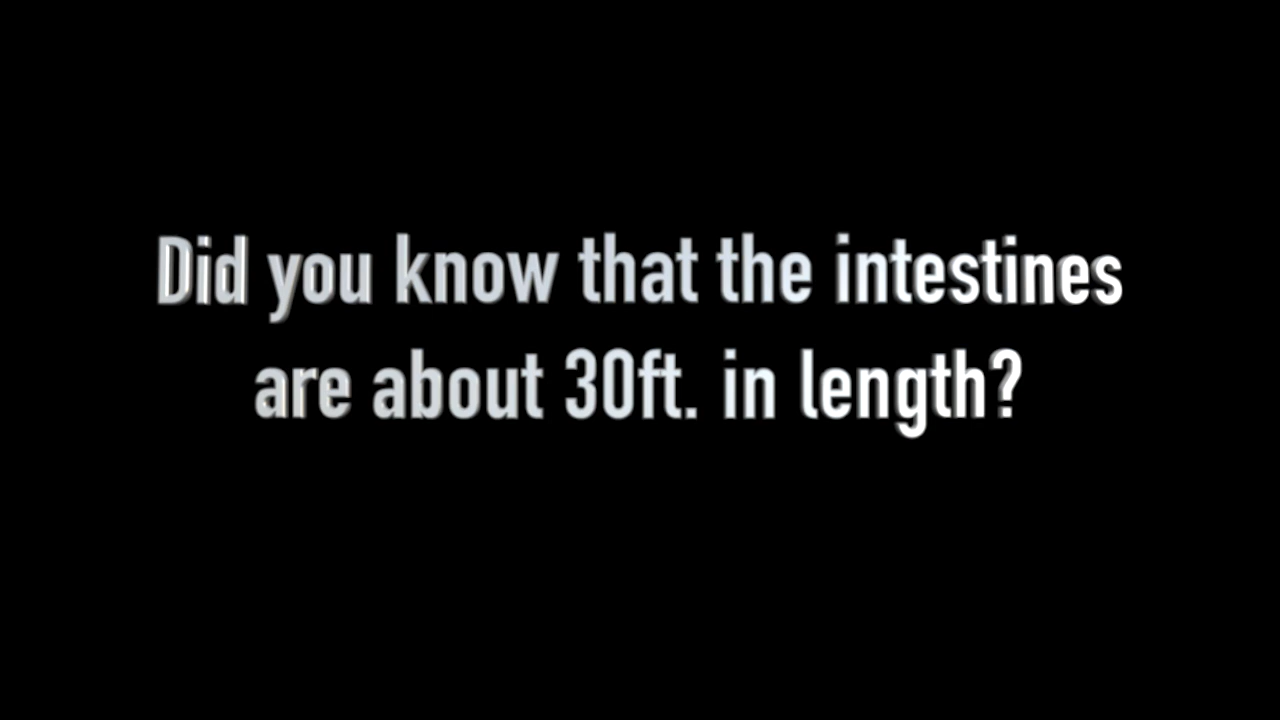 Did you know that the intestines
are about 30ft. in length?